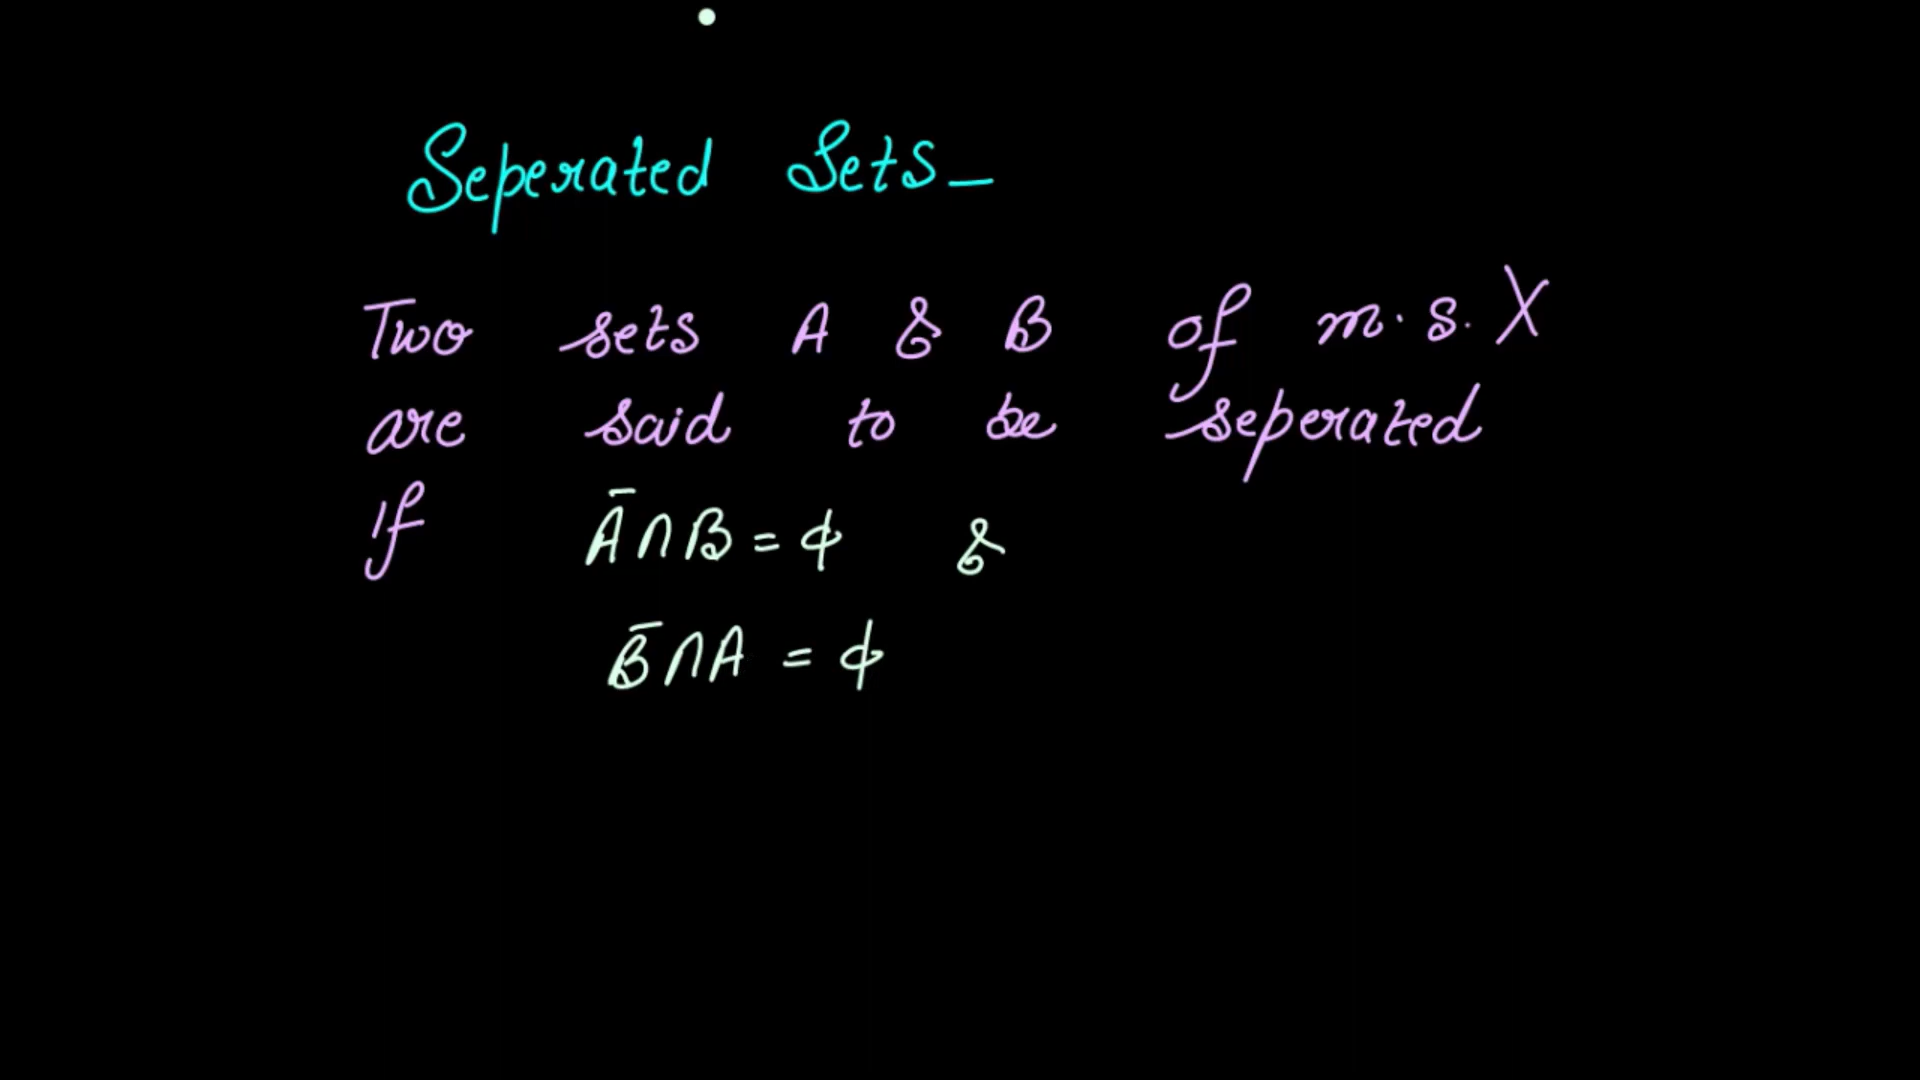 Seperated Sets_
Two sets A & B of m.s. X
are said to be seperated
If Ā∩B = ϕ &
B̄∩A = ϕ